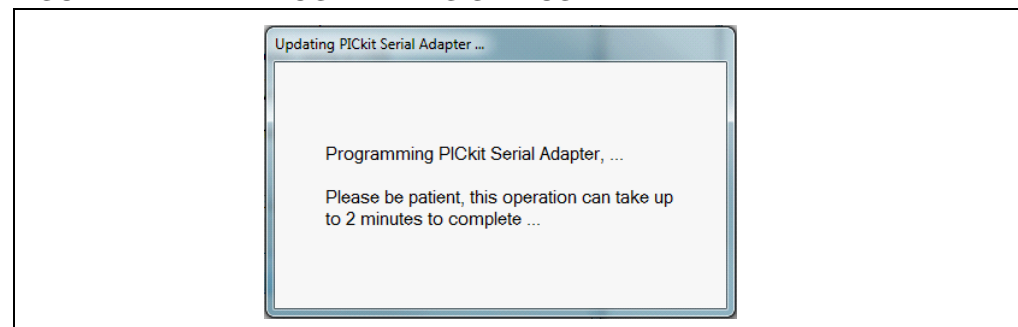 Updating PICkit Serial Adapter ...
Programming PICkit Serial Adapter, ...
Please be patient, this operation can take up
to 2 minutes to complete ...